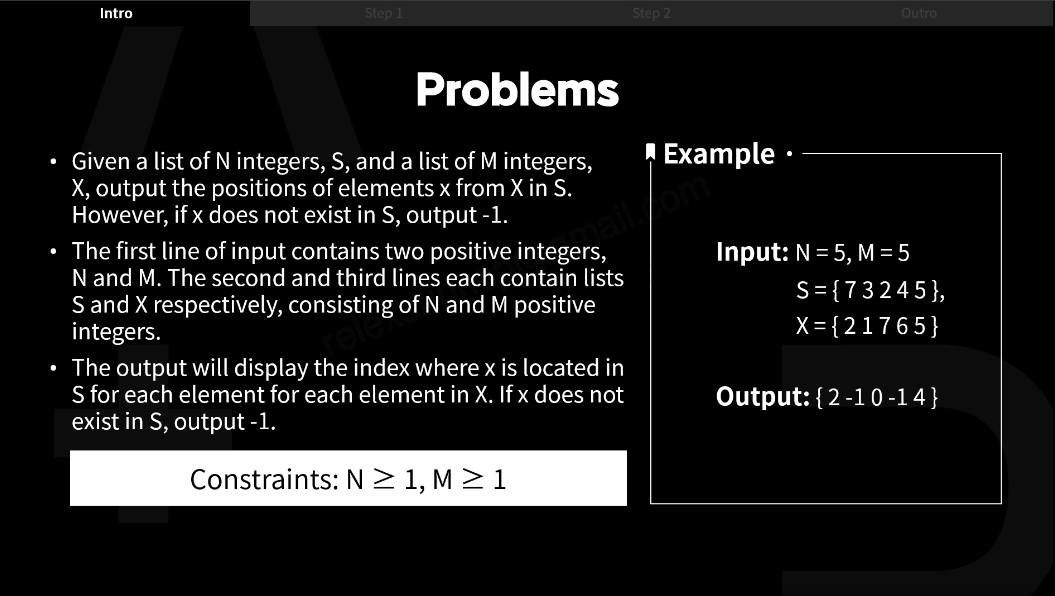 Intro
Step 1
Step 2
Outro
Problems
• Given a list of N integers, S, and a list of M integers,
X, output the positions of elements x from X in S.
However, if x does not exist in S, output -1.
• The first line of input contains two positive integers,
N and M. The second and third lines each contain lists
S and X respectively, consisting of N and M positive
integers.
• The output will display the index where x is located in
S for each element for each element in X. If x does not
exist in S, output -1.
Constraints: N ≥ 1, M ≥ 1
Example
Input: N = 5, M = 5
S = { 7 3 2 4 5 },
X = { 2 1 7 6 5 }
Output: { 2 -1 0 -1 4 }